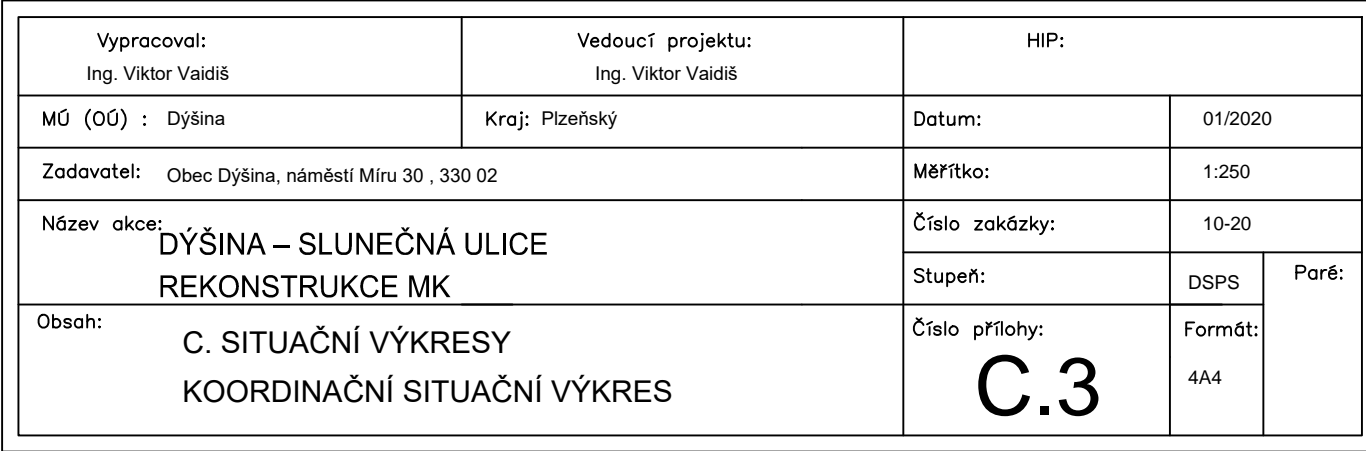 Vypracoval:
Ing. Viktor Vaidiš
Vedoucí projektu:
Ing. Viktor Vaidiš
HIP:
MÚ (OÚ) : Dýšina
Kraj: Plzeňský
Datum: 01/2020
Zadavatel: Obec Dýšina, náměstí Míru 30 , 330 02
Měřítko: 1:250
Název akce:
DÝŠINA – SLUNEČNÁ ULICE
REKONSTRUKCE MK
Číslo zakázky: 10-20
Stupeň: DSPS
Paré:
Obsah:
C. SITUAČNÍ VÝKRESY
KOORDINAČNÍ SITUAČNÍ VÝKRES
Číslo přílohy:
C.3
Formát:
4A4